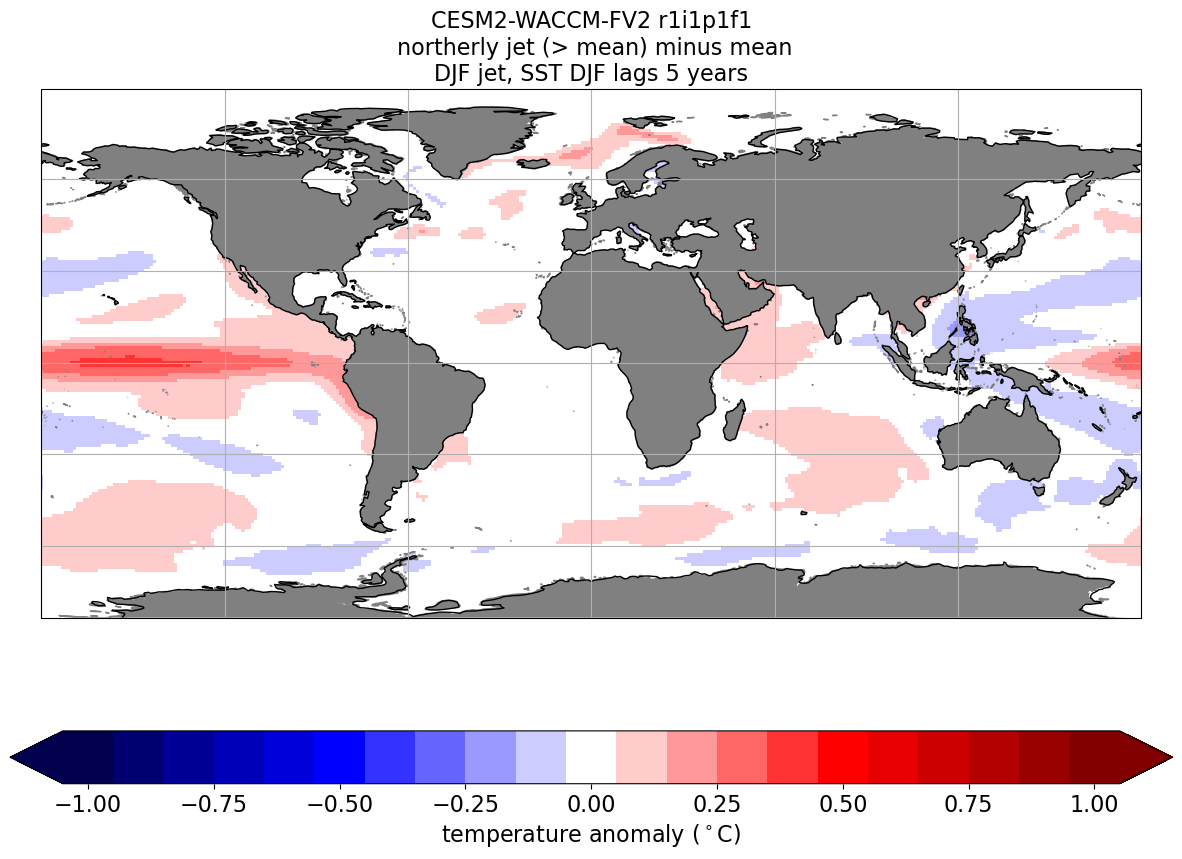 CESM2-WACCM-FV2 r1i1p1f1
northerly jet (> mean) minus mean
DJF jet, SST DJF lags 5 years
−1.00 −0.75 −0.50 −0.25 0.00 0.25 0.50 0.75 1.00
temperature anomaly (°C)